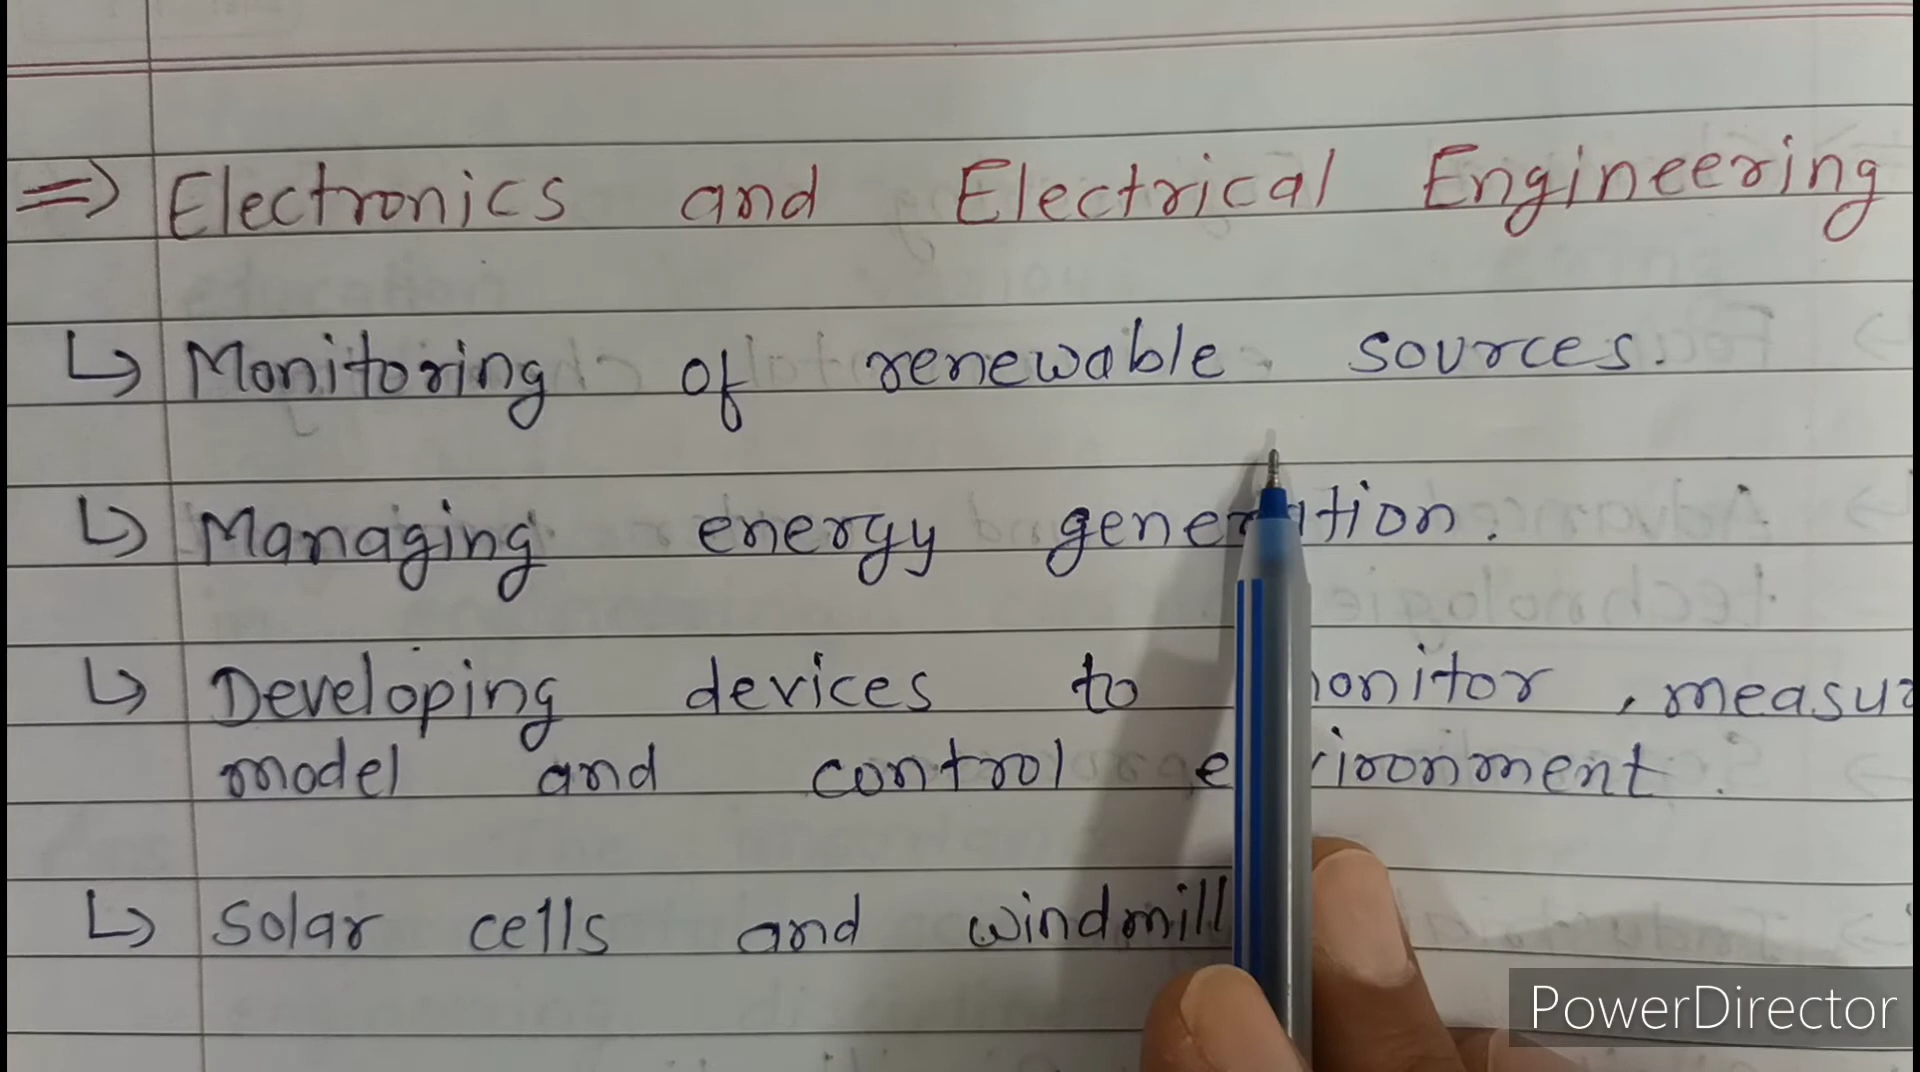 ⇒ Electronics and Electrical Engineering
↳ Monitoring of renewable sources.
↳ Managing energy generation.
↳ Developing devices to monitor, measu
model and control environment.
↳ Solar cells and windmill
PowerDirector